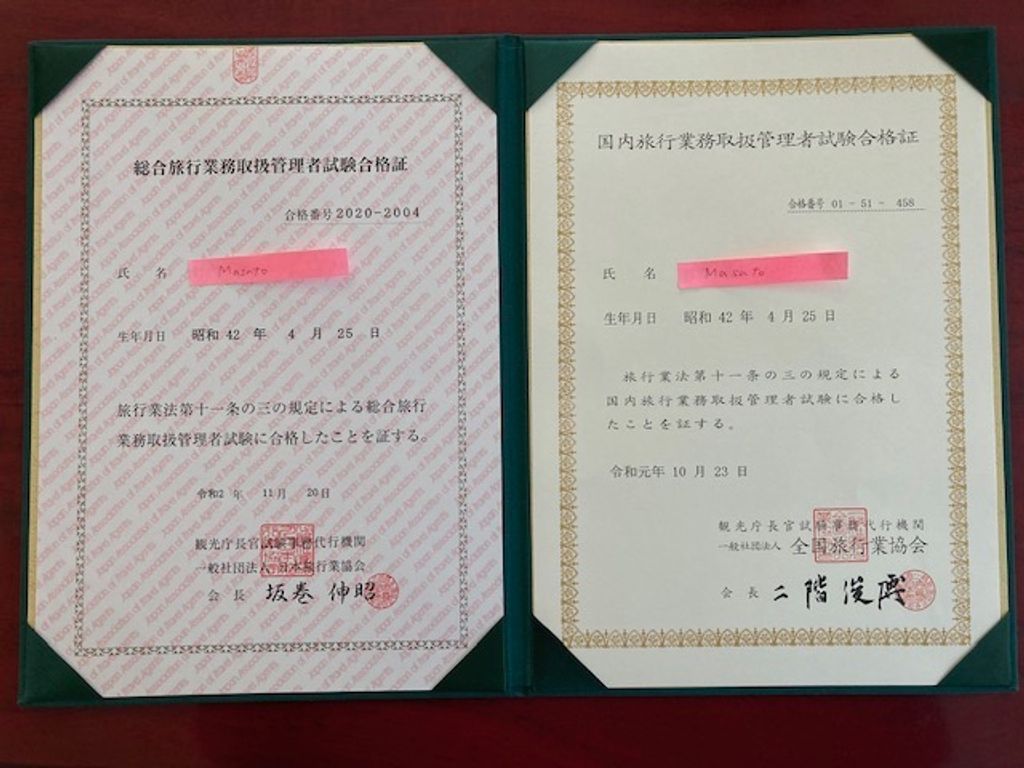 総合旅行業務取扱管理者試験合格証
合格番号2020-2004
氏 名 Masato
生年月日 昭和 42 年 4 月 25 日
旅行業法第十一条の三の規定による総合旅行
業務取扱管理者試験に合格したことを証する。
令和2 年 11月 20日
観光庁長官試験事務代行機関
一般社団法人 日本旅行業協会
会 長 坂巻 伸昭
国内旅行業務取扱管理者試験合格証
合格番号 01 - 51 - 458
氏 名 Masato
生年月日 昭和 42 年 4 月 25 日
旅行業法第十一条の三の規定による
国内旅行業務取扱管理者試験に合格し
たことを証する。
令和元年 10 月 23 日
観光庁長官試験事務代行機関
一般社団法人 全国旅行業協会
会 長 二階俊博